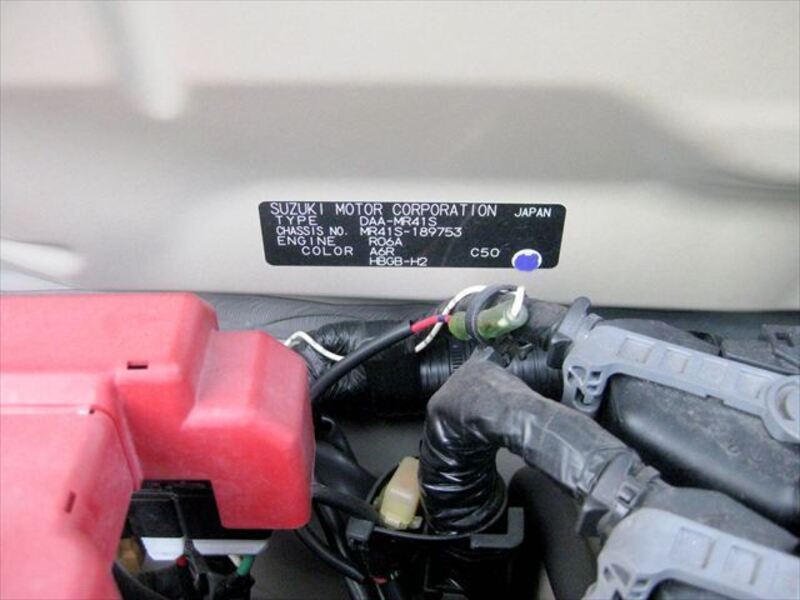 SUZUKI MOTOR CORPORATION JAPAN
TYPE DAA-MR41S
CHASSIS NO. MR41S-189753
ENGINE R06A
COLOR A6R C50
HBGB-H2